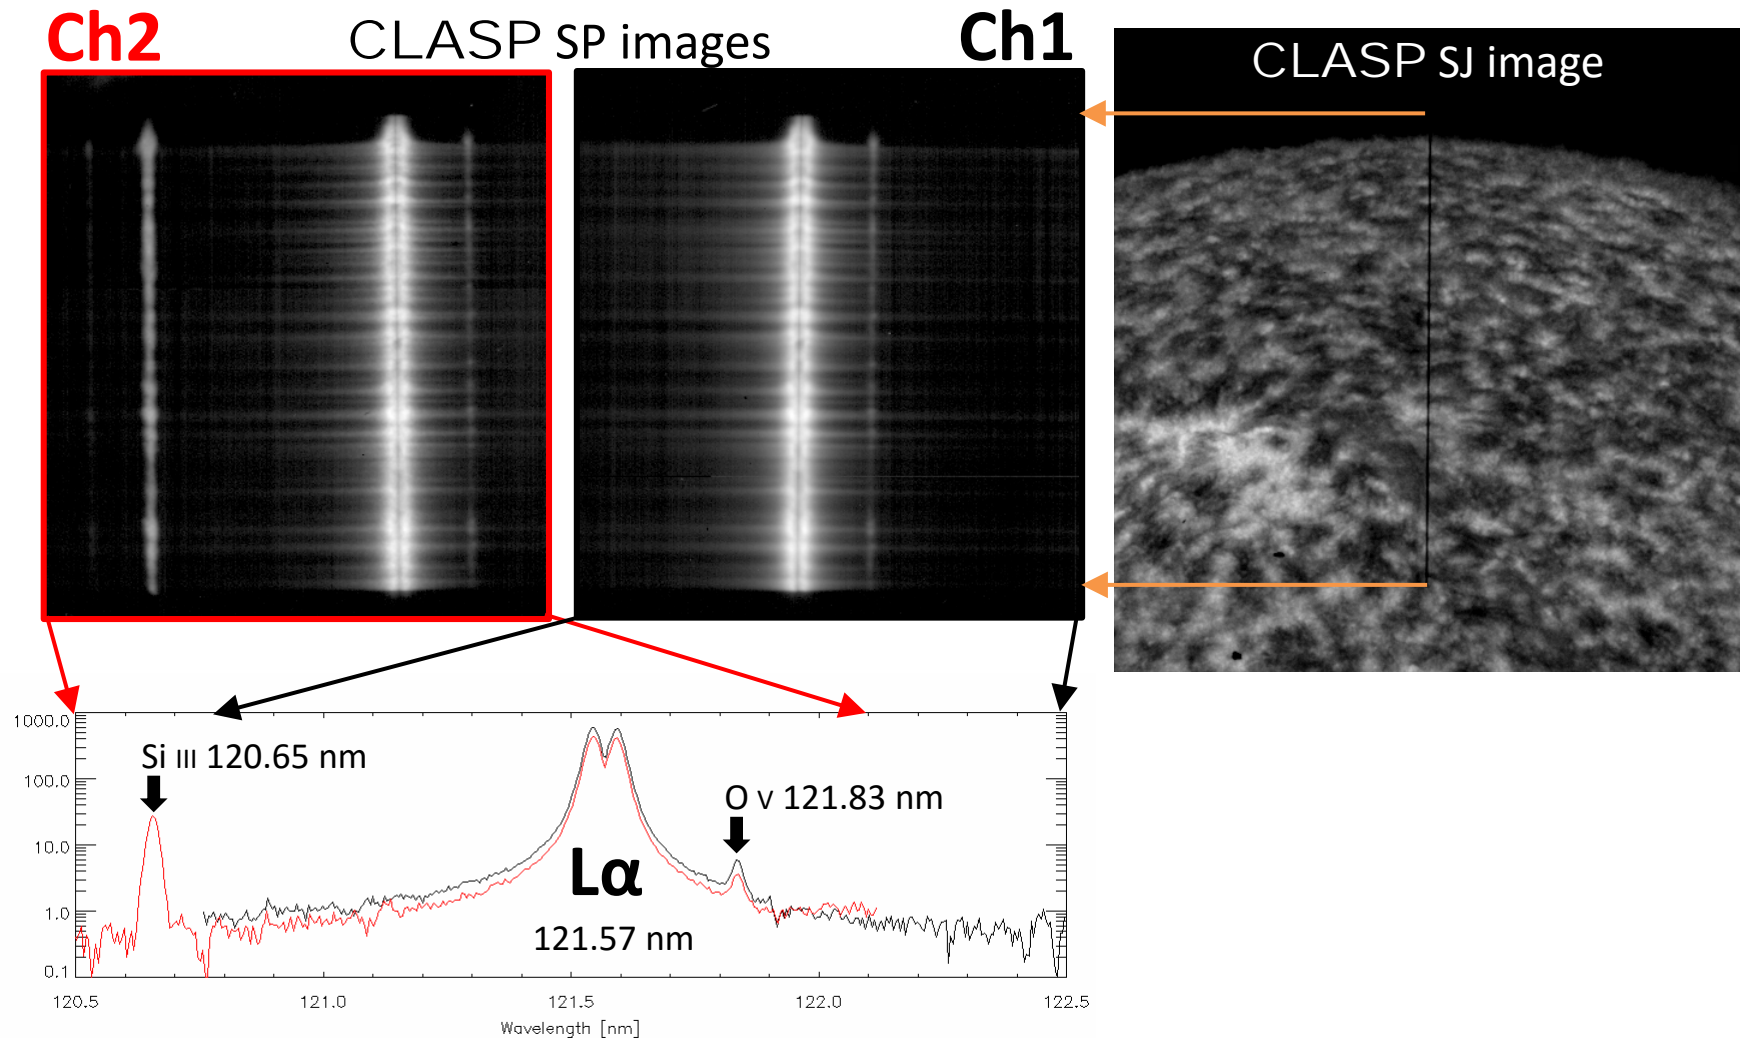 Ch2
CLASP SP images
Ch1
CLASP SJ image
1000.0
100.0
10.0
1.0
0.1
Si III 120.65 nm
O V 121.83 nm
Lα
121.57 nm
120.5 121.0 121.5 122.0 122.5
Wavelength [nm]